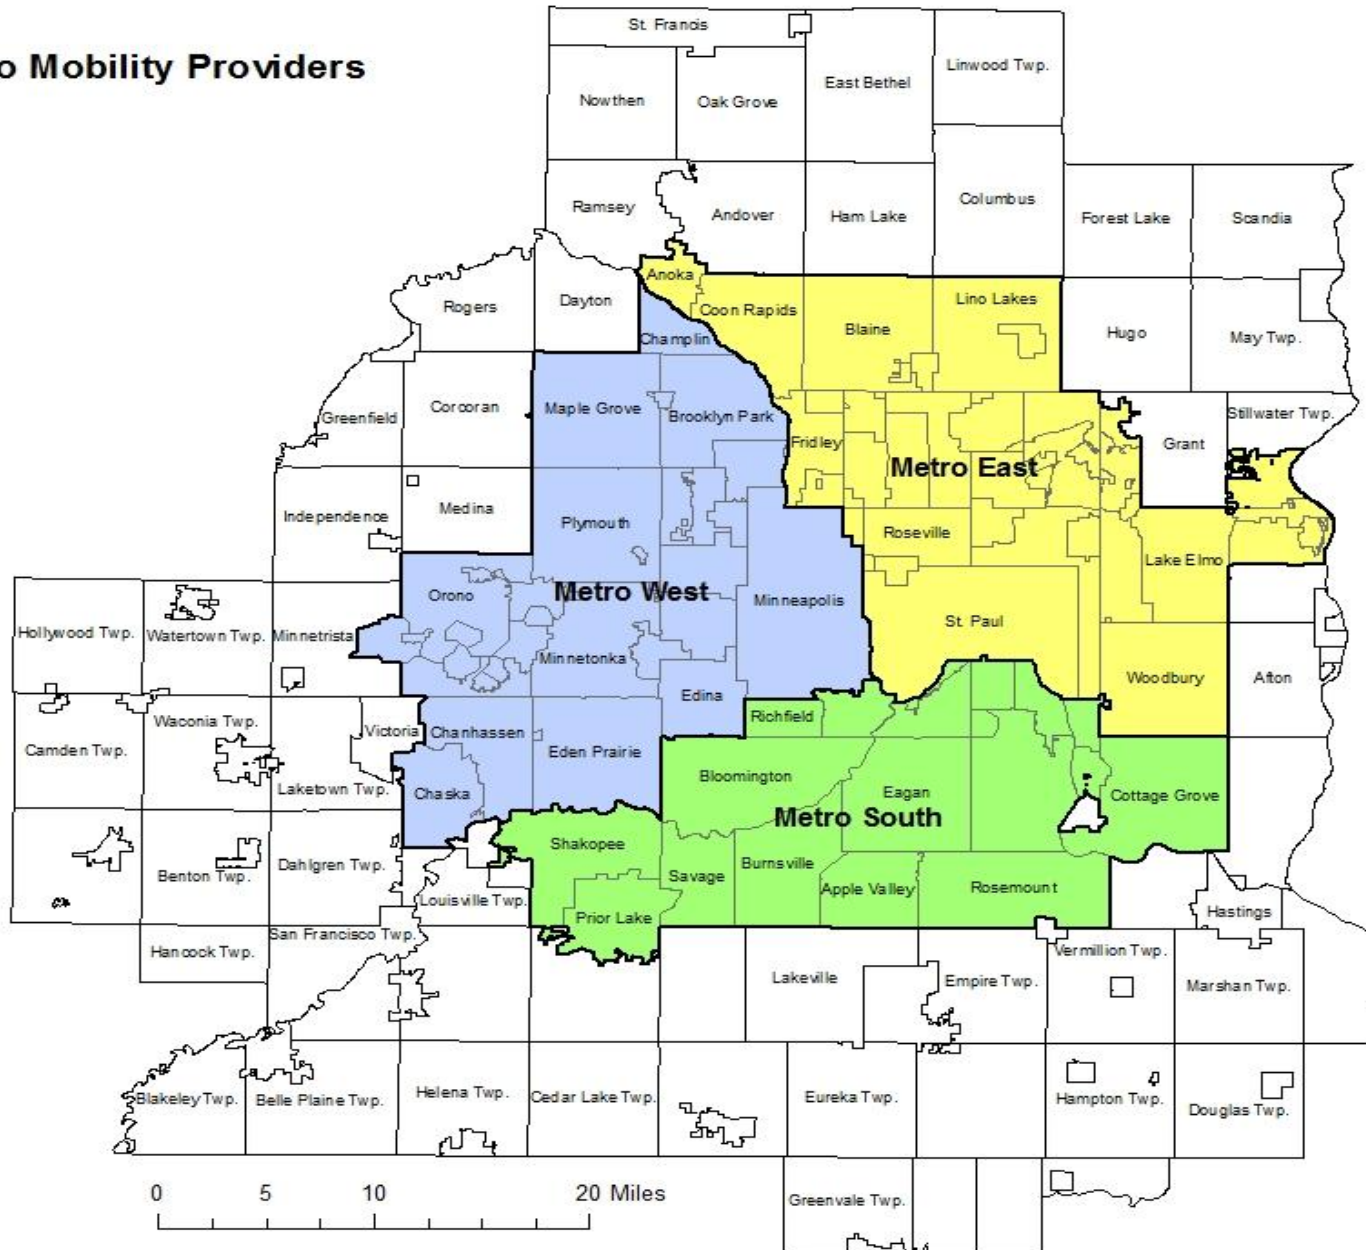 o Mobility Providers
St. Francis
Linwood Twp.
East Bethel
Nowthen
Oak Grove
Columbus
Ramsey
Andover
Ham Lake
Forest Lake
Scandia
Anoka
Rogers
Dayton
Coon Rapids
Lino Lakes
Blaine
Hugo
May Twp.
Champlin
Greenfield
Corcoran
Maple Grove
Brooklyn Park
Stillwater Twp.
Fridley
Grant
Metro East
Independence
Medina
Plymouth
Roseville
Lake Elmo
Orono
Metro West
Minneapolis
Hollywood Twp.
Watertown Twp.
Minnetrista
St. Paul
Minnetonka
Edina
Woodbury
Afton
Waconia Twp.
Victoria
Chanhassen
Richfield
Camden Twp.
Eden Prairie
Bloomington
Laketown Twp.
Chaska
Eagan
Cottage Grove
Metro South
Shakopee
Benton Twp.
Dahlgren Twp.
Savage
Burnsville
Apple Valley
Rosemount
Louisville Twp.
Prior Lake
Hastings
San Francisco Twp.
Hancock Twp.
Vermillion Twp.
Lakeville
Empire Twp.
Marshan Twp.
Blakeley Twp.
Belle Plaine Twp.
Helena Twp.
Cedar Lake Twp.
Eureka Twp.
Hampton Twp.
Douglas Twp.
Greenvale Twp.
0 5 10 20 Miles